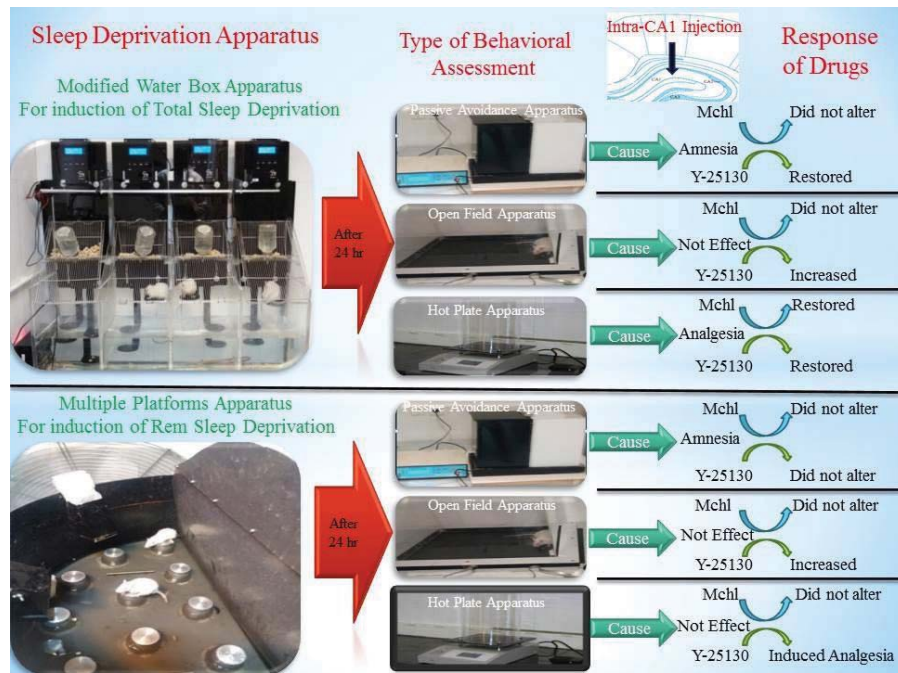 Sleep Deprivation Apparatus
Type of Behavioral
Assessment
Intra-CA1 Injection
Response
of Drugs
Modified Water Box Apparatus
For induction of Total Sleep Deprivation
After
24 hr
Passive Avoidance Apparatus
Cause
Mchl
Did not alter
Amnesia
Y-25130
Restored
Open Field Apparatus
Cause
Mchl
Did not alter
Not Effect
Y-25130
Increased
Hot Plate Apparatus
Cause
Mchl
Restored
Analgesia
Y-25130
Restored
Multiple Platforms Apparatus
For induction of Rem Sleep Deprivation
After
24 hr
Passive Avoidance Apparatus
Cause
Mchl
Did not alter
Amnesia
Y-25130
Did not alter
Open Field Apparatus
Cause
Mchl
Did not alter
Not Effect
Y-25130
Increased
Hot Plate Apparatus
Cause
Mchl
Did not alter
Not Effect
Y-25130
Induced Analgesia